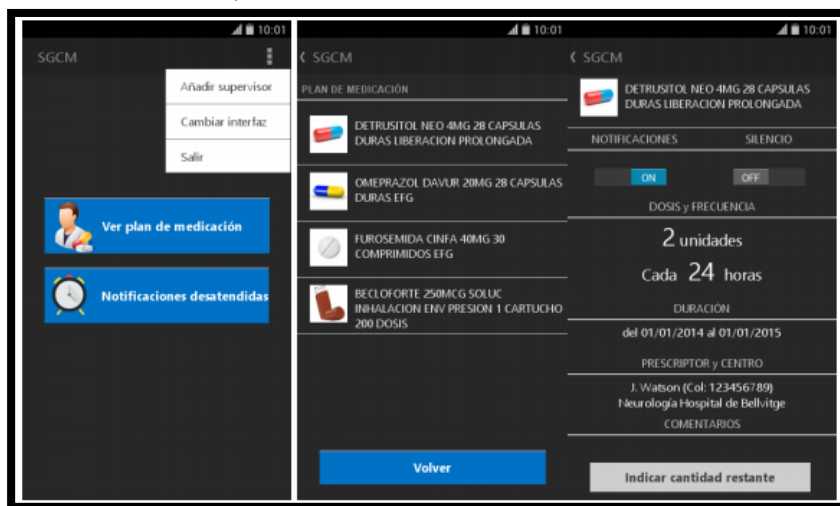 10:01
SGCM
Añadir supervisor
Cambiar interfaz
Salir
Ver plan de medicación
Notificaciones desatendidas
10:01
SGCM
PLAN DE MEDICACIÓN
DETRUSITOL NEO 4MG 28 CAPSULAS
DURAS LIBERACION PROLONGADA
OMEPRAZOL DAVUR 20MG 28 CAPSULAS
DURAS EFG
FUROSEMIDA CINFA 40MG 30
COMPRIMIDOS EFG
BECLOFORTE 250MCG SOLUC
INHALACION ENV PRESION 1 CARTUCHO
200 DOSIS
Volver
10:01
SGCM
DETRUSITOL NEO 4MG 28 CAPSULAS
DURAS LIBERACION PROLONGADA
NOTIFICACIONES SILENCIO
ON OFF
DOSIS y FRECUENCIA
2 unidades
Cada 24 horas
DURACIÓN
del 01/01/2014 al 01/01/2015
PRESCRIPTOR y CENTRO
J. Watson (Col: 123456789)
Neurología Hospital de Bellvitge
COMENTARIOS
Indicar cantidad restante